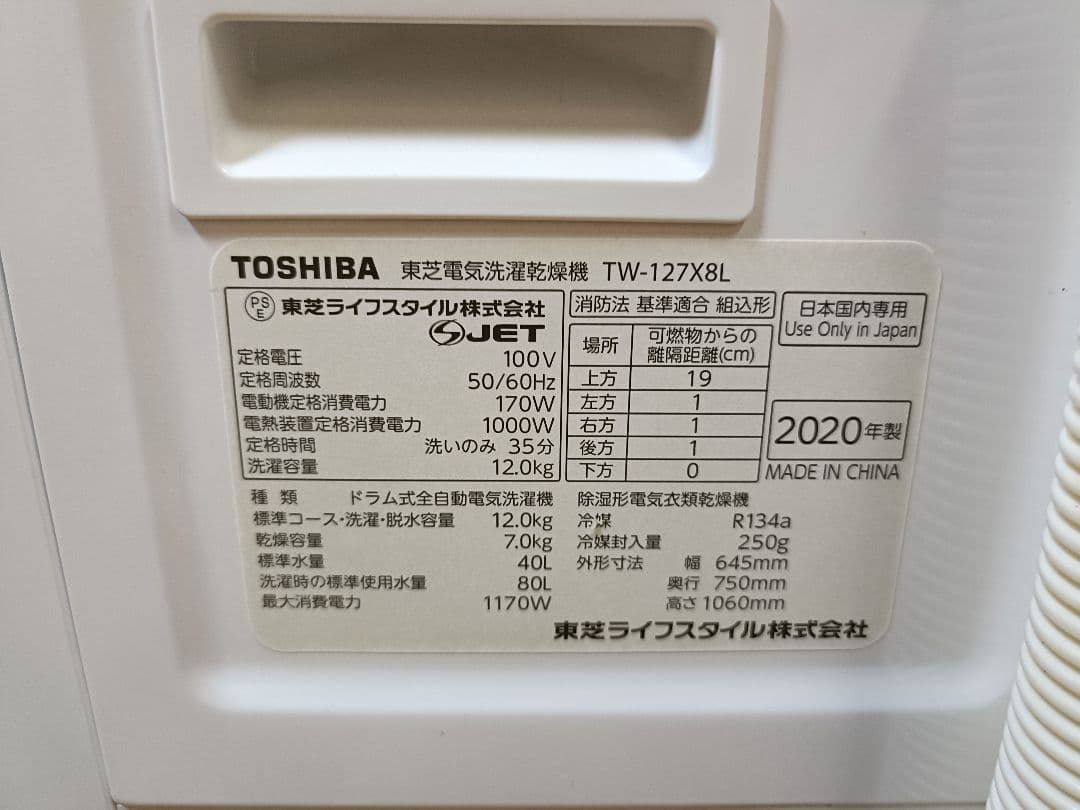 TOSHIBA 東芝電気洗濯乾燥機 TW-127X8L
PSE 東芝ライフスタイル株式会社
S JET
定格電圧 100V
定格周波数 50/60Hz
電動機定格消費電力 170W
電熱装置定格消費電力 1000W
定格時間 洗いのみ 35分
洗濯容量 12.0kg
消防法 基準適合 組込形
場所 可燃物からの離隔距離(cm)
上方 19
左方 1
右方 1
後方 1
下方 0
日本国内専用
Use Only in Japan
2020年製
MADE IN CHINA
種類 ドラム式全自動電気洗濯機
標準コース・洗濯・脱水容量 12.0kg
乾燥容量 7.0kg
標準水量 40L
洗濯時の標準使用水量 80L
最大消費電力 1170W
除湿形電気衣類乾燥機
冷媒 R134a
冷媒封入量 250g
外形寸法 幅 645mm
奥行 750mm
高さ 1060mm
東芝ライフスタイル株式会社